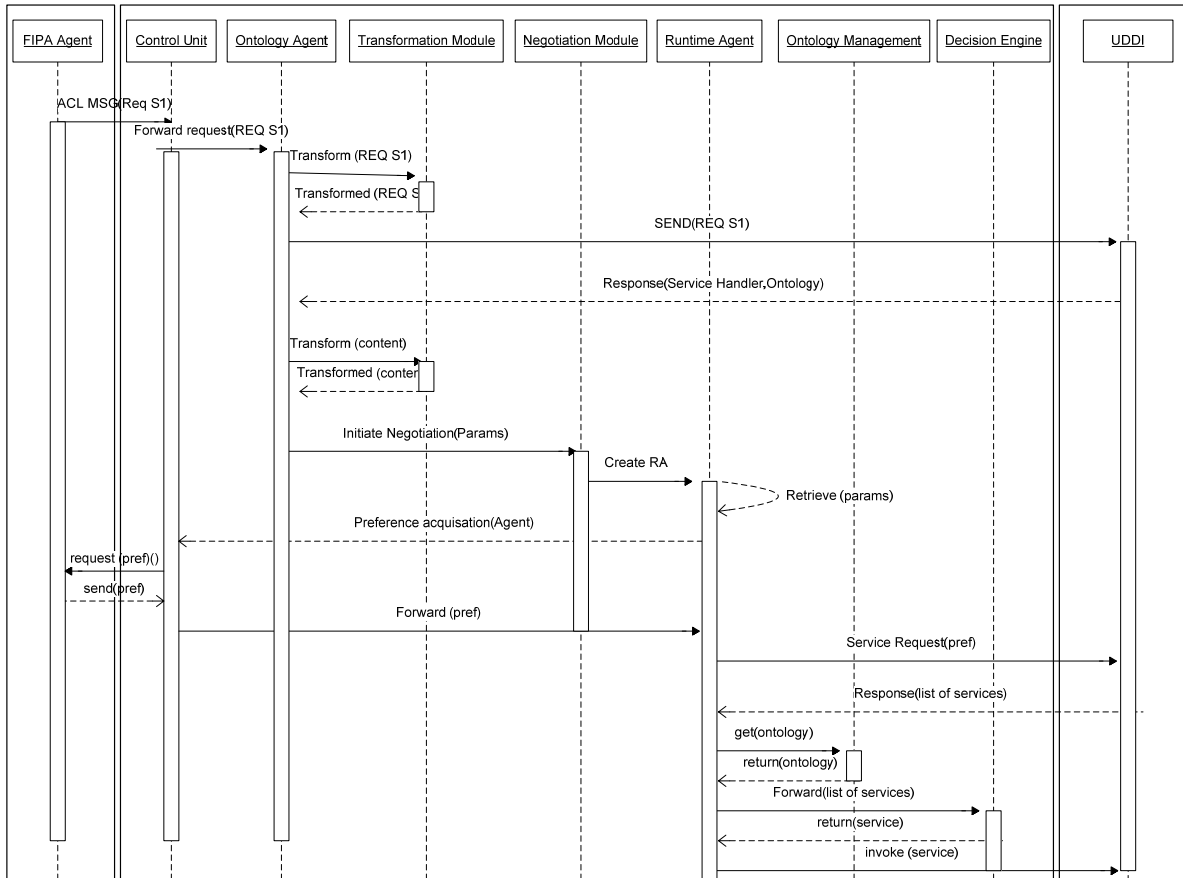 FIPA Agent
Control Unit
Ontology Agent
Transformation Module
Negotiation Module
Runtime Agent
Ontology Management
Decision Engine
UDDI
ACL MSG(Req S1)
Forward request(REQ S1)
Transform (REQ S1)
Transformed (REQ S
SEND(REQ S1)
Response(Service Handler,Ontology)
Transform (content)
Transformed (conter
Initiate Negotiation(Params)
Create RA
Retrieve (params)
Preference acquisation(Agent)
request (pref)()
send(pref)
Forward (pref)
Service Request(pref)
Response(list of services)
get(ontology)
return(ontology)
Forward(list of services)
return(service)
invoke (service)